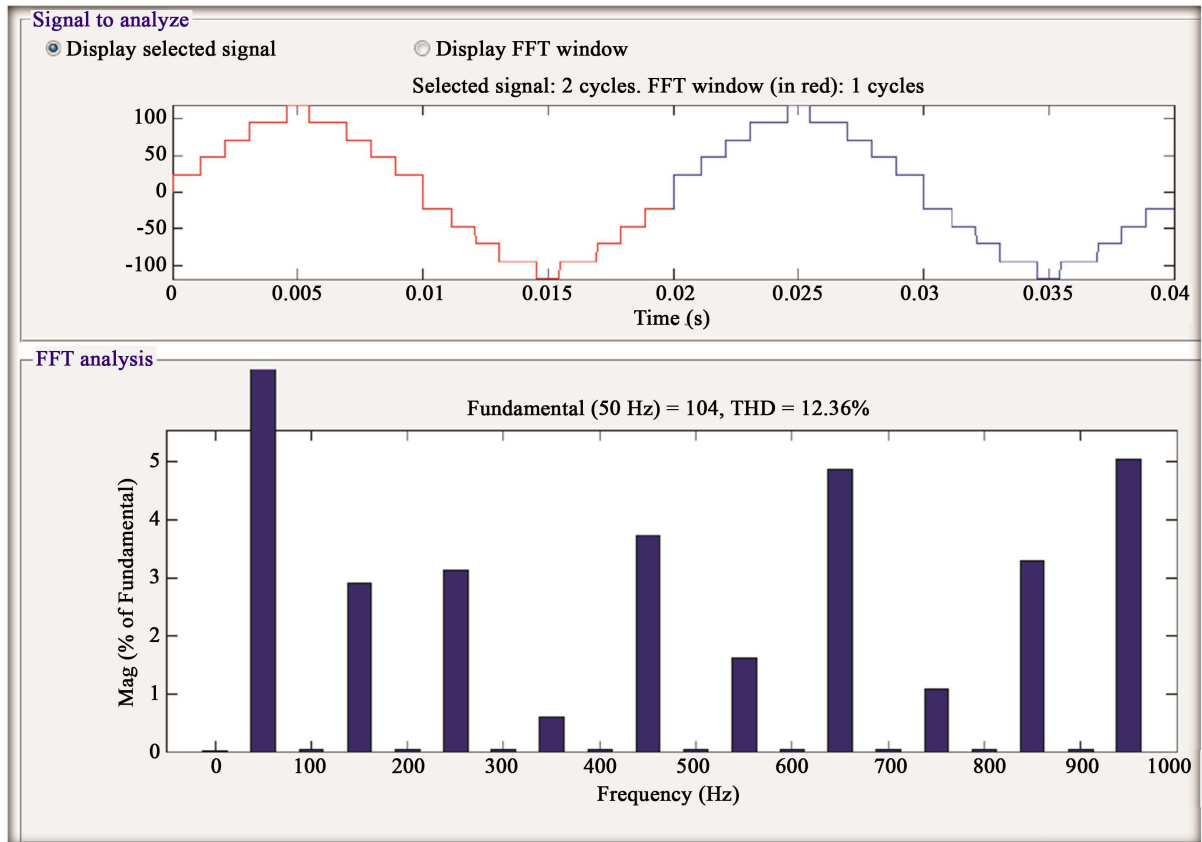 Signal to analyze
Display selected signal
Display FFT window
Selected signal: 2 cycles. FFT window (in red): 1 cycles
100
50
0
-50
-100
0 0.005 0.01 0.015 0.02 0.025 0.03 0.035 0.04
Time (s)
FFT analysis
Fundamental (50 Hz) = 104, THD = 12.36%
Mag (% of Fundamental)
5
4
3
2
1
0
0 100 200 300 400 500 600 700 800 900 1000
Frequency (Hz)